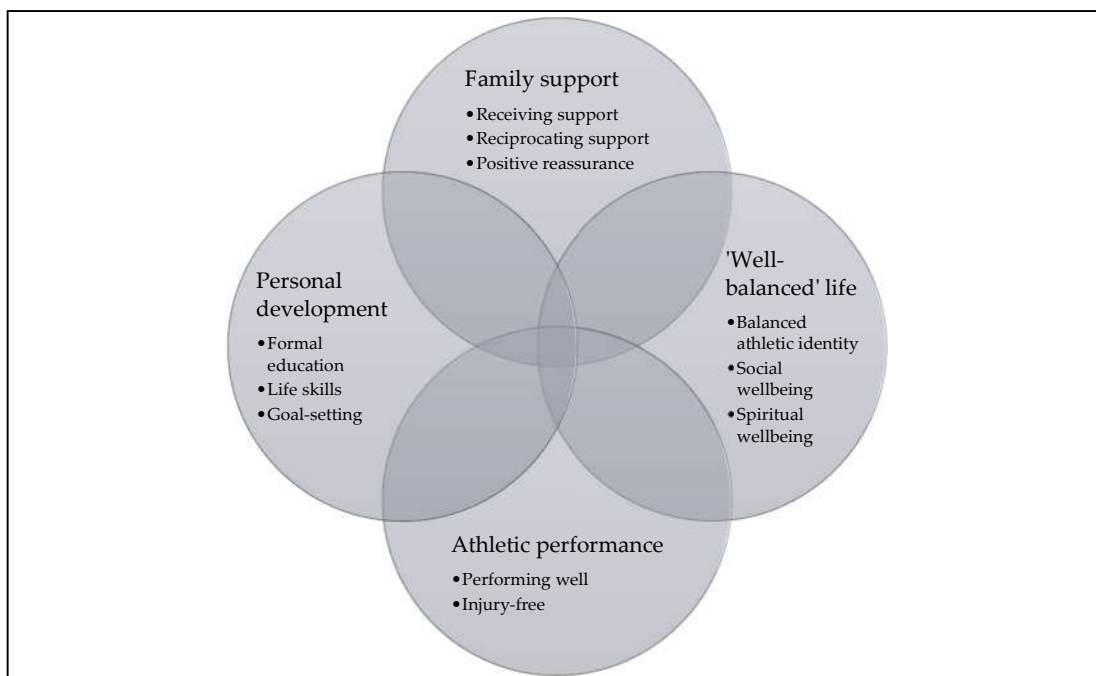 Family support
•Receiving support
•Reciprocating support
•Positive reassurance
Personal
development
•Formal
education
•Life skills
•Goal-setting
'Well-
balanced' life
•Balanced
athletic identity
•Social
wellbeing
•Spiritual
wellbeing
Athletic performance
•Performing well
•Injury-free